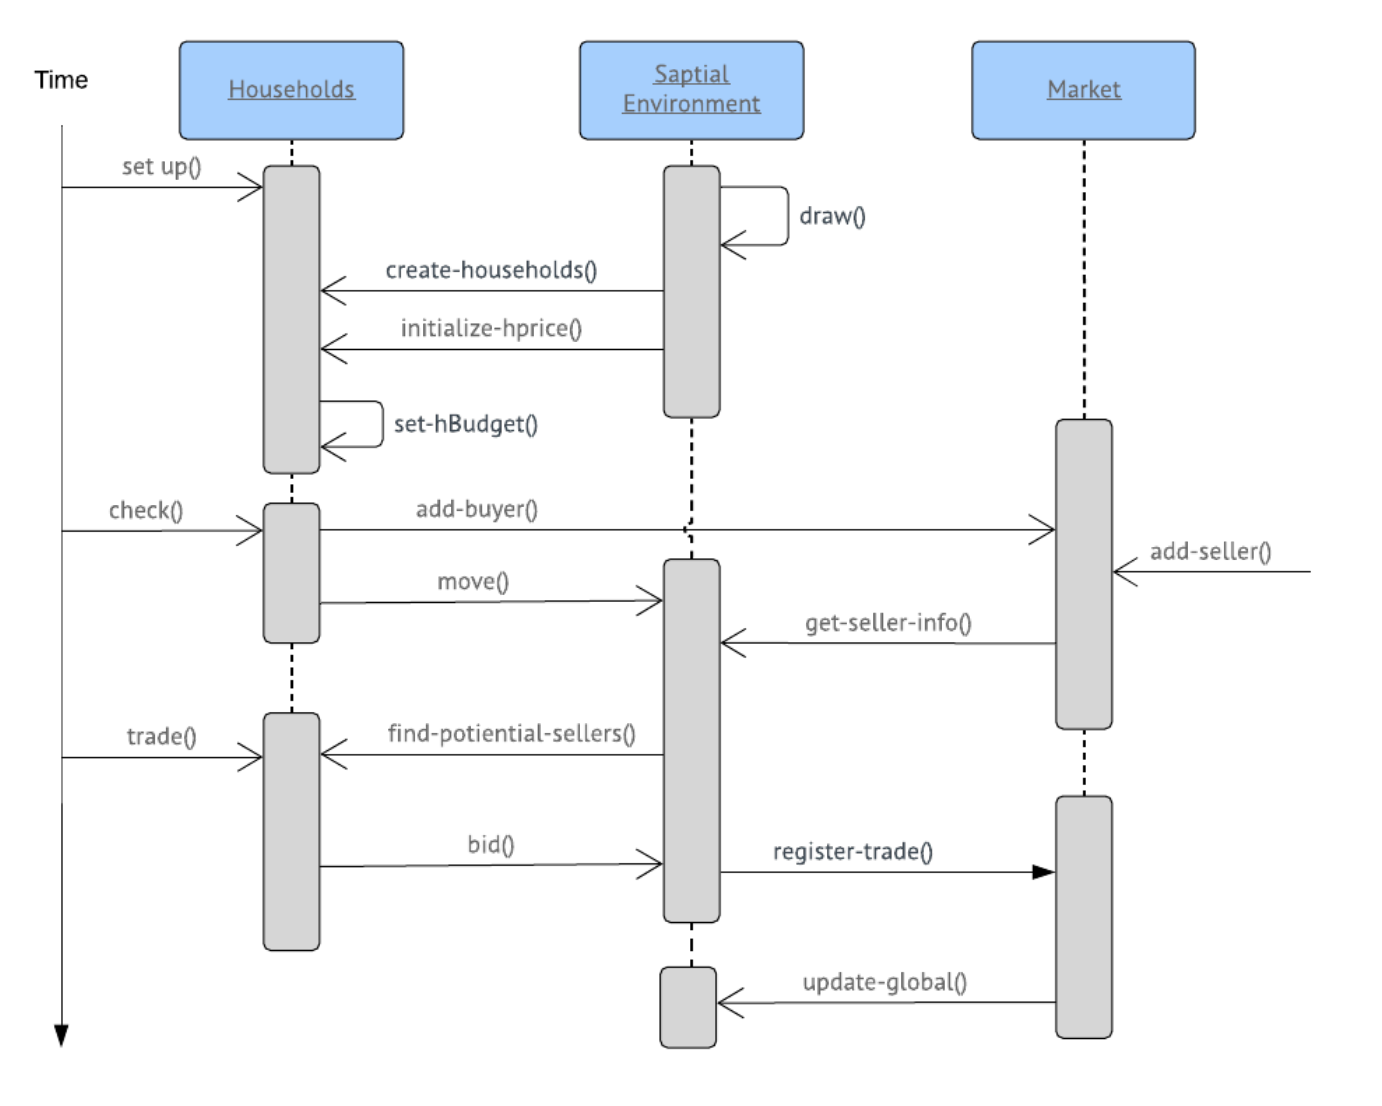 Time
Households
Saptial
Environment
Market
set up()
draw()
create-households()
initialize-hprice()
set-hBudget()
check()
add-buyer()
add-seller()
move()
get-seller-info()
trade()
find-potiential-sellers()
bid()
register-trade()
update-global()